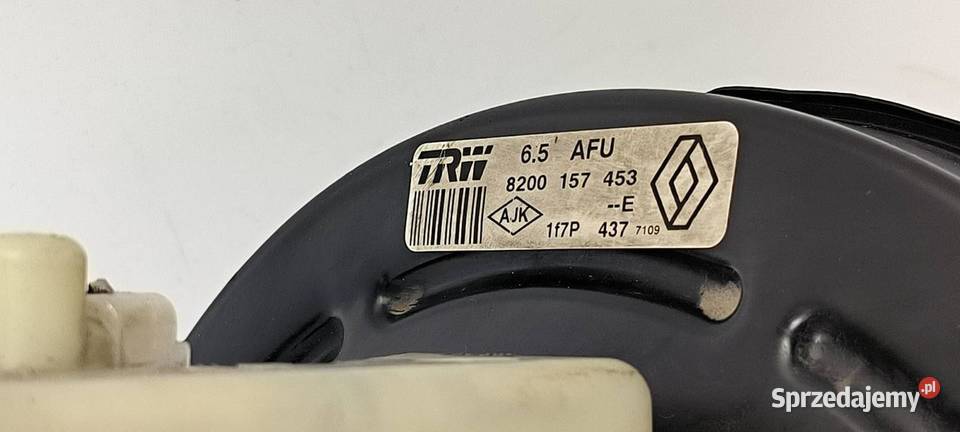 TRW 6.5' AFU
8200 157 453
--E
AJK
1f7P 437 7109
Sprzedajemy.pl